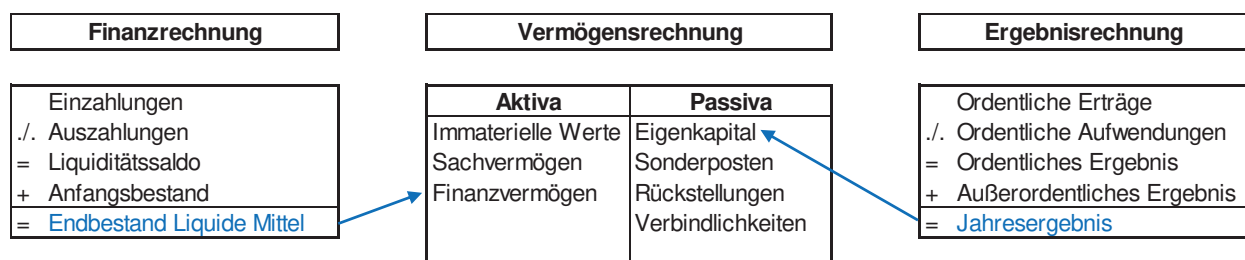 Finanzrechnung
Einzahlungen
./. Auszahlungen
= Liquiditätssaldo
+ Anfangsbestand
= Endbestand Liquide Mittel
Vermögensrechnung
Aktiva Passiva
Immaterielle Werte Eigenkapital
Sachvermögen Sonderposten
Finanzvermögen Rückstellungen
Verbindlichkeiten
Ergebnisrechnung
Ordentliche Erträge
./. Ordentliche Aufwendungen
= Ordentliches Ergebnis
+ Außerordentliches Ergebnis
= Jahresergebnis